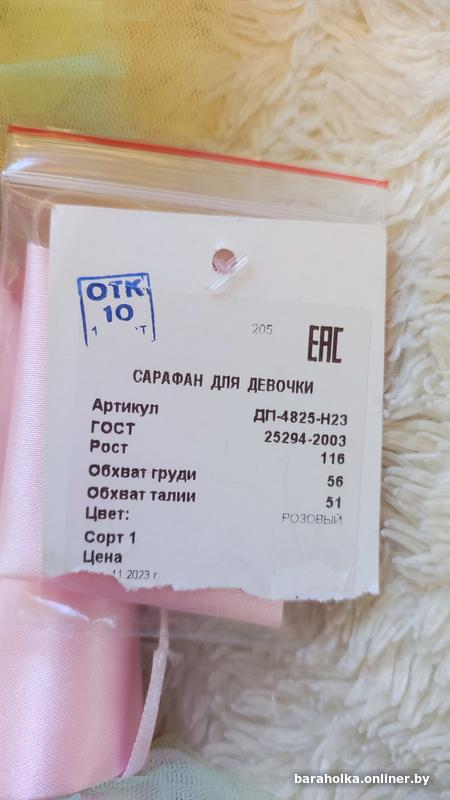 ОТК
10
205
ЕАС
САРАФАН ДЛЯ ДЕВОЧКИ
Артикул ДП-4825-Н23
ГОСТ 25294-2003
Рост 116
Обхват груди 56
Обхват талии 51
Цвет: РОЗОВЫЙ
Сорт 1
Цена
11.2023 г
baraholka.onliner.by